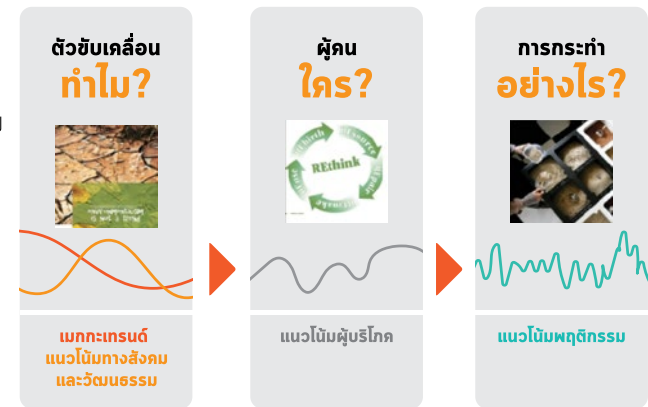 ตัวขับเคลื่อน
ทำไม?
เมกกะเทรนด์
แนวโน้มทางสังคม
และวัฒนธรรม
ผู้คน
ใคร?
REthink
แนวโน้มผู้บริโภค
การกระทำ
อย่างไร?
แนวโน้มพฤติกรรม